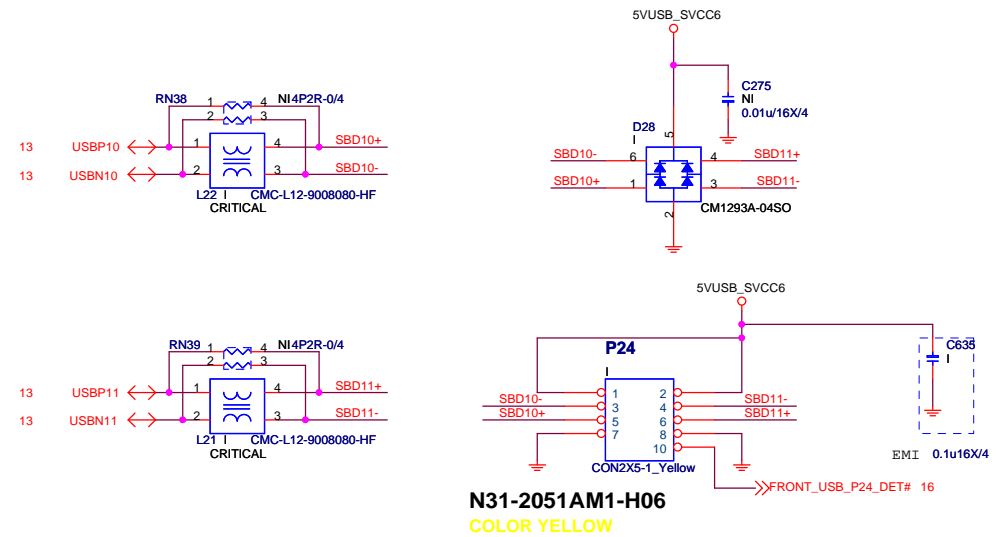 5VUSB_SVCC6
RN38 1 4 NI 4P2R-0/4
2 3
13 USBP10 1 4 SBD10+
13 USBN10 2 3 SBD10-
L22 I CMC-L12-9008080-HF
CRITICAL
C275
NI
0.01u/16X/4
D28
I
5
SBD10- 6 4 SBD11+
SBD10+ 1 3 SBD11-
2
CM1293A-04SO
RN39 1 4 NI 4P2R-0/4
2 3
13 USBP11 1 4 SBD11+
13 USBN11 2 3 SBD11-
L21 I CMC-L12-9008080-HF
CRITICAL
5VUSB_SVCC6
P24
I
1 2
SBD10- 3 4 SBD11-
SBD10+ 5 6 SBD11+
7 8
10
CON2X5-1_Yellow
C635
I
EMI 0.1u16X/4
FRONT_USB_P24_DET# 16
N31-2051AM1-H06
COLOR YELLOW